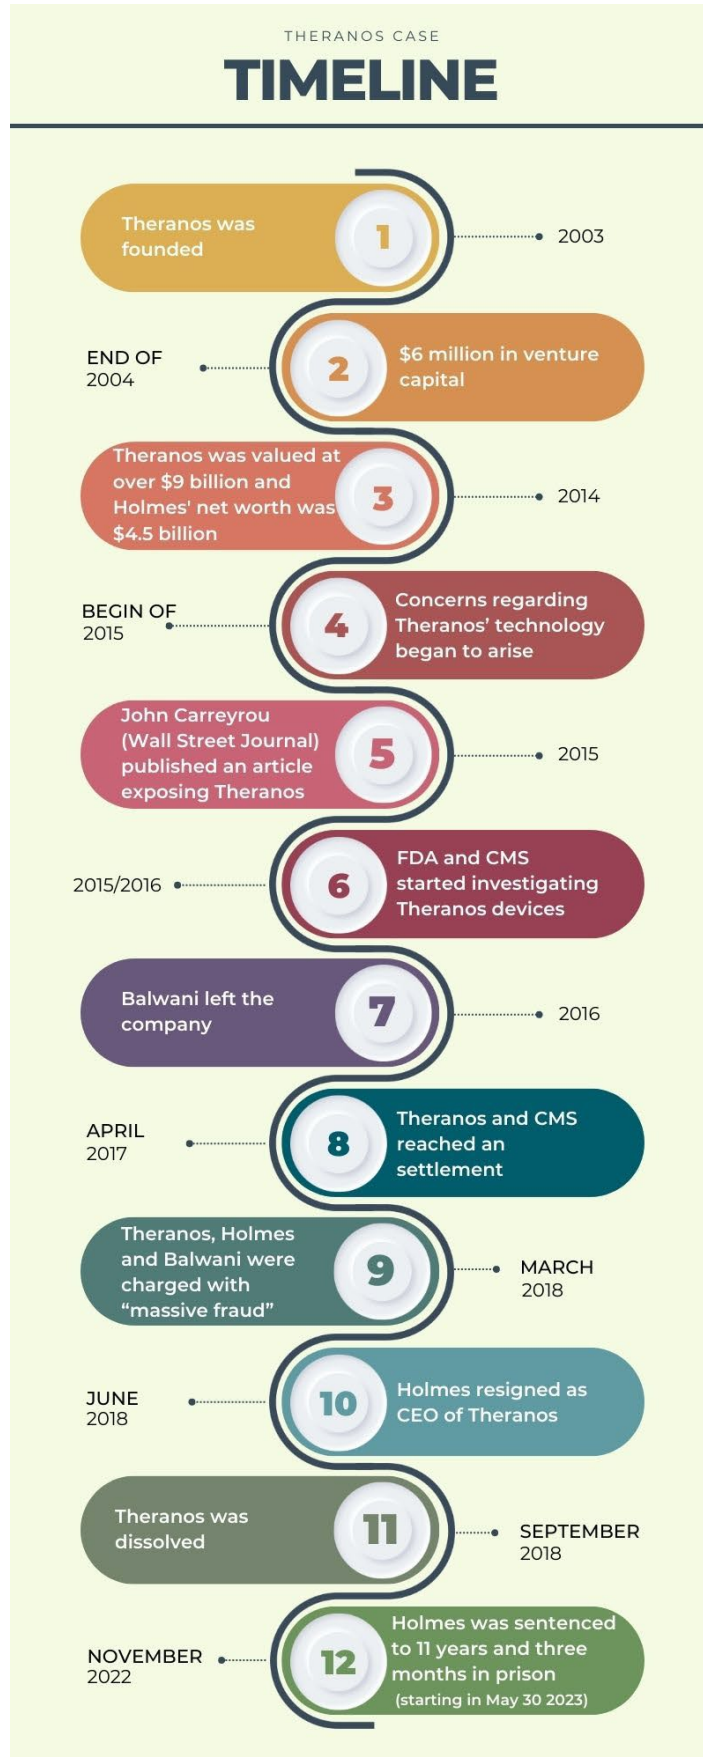 THERANOS CASE
TIMELINE
Theranos was
founded
1
2003
END OF
2004
2
$6 million in venture
capital
Theranos was valued at
over $9 billion and
Holmes' net worth was
$4.5 billion
3
2014
BEGIN OF
2015
4
Concerns regarding
Theranos’ technology
began to arise
John Carreyrou
(Wall Street Journal)
published an article
exposing Theranos
5
2015
2015/2016
6
FDA and CMS
started investigating
Theranos devices
Balwani left the
company
7
2016
APRIL
2017
8
Theranos and CMS
reached an
settlement
Theranos, Holmes
and Balwani were
charged with
“massive fraud”
9
MARCH
2018
JUNE
2018
10
Holmes resigned as
CEO of Theranos
Theranos was
dissolved
11
SEPTEMBER
2018
NOVEMBER
2022
12
Holmes was sentenced
to 11 years and three
months in prison
(starting in May 30 2023)